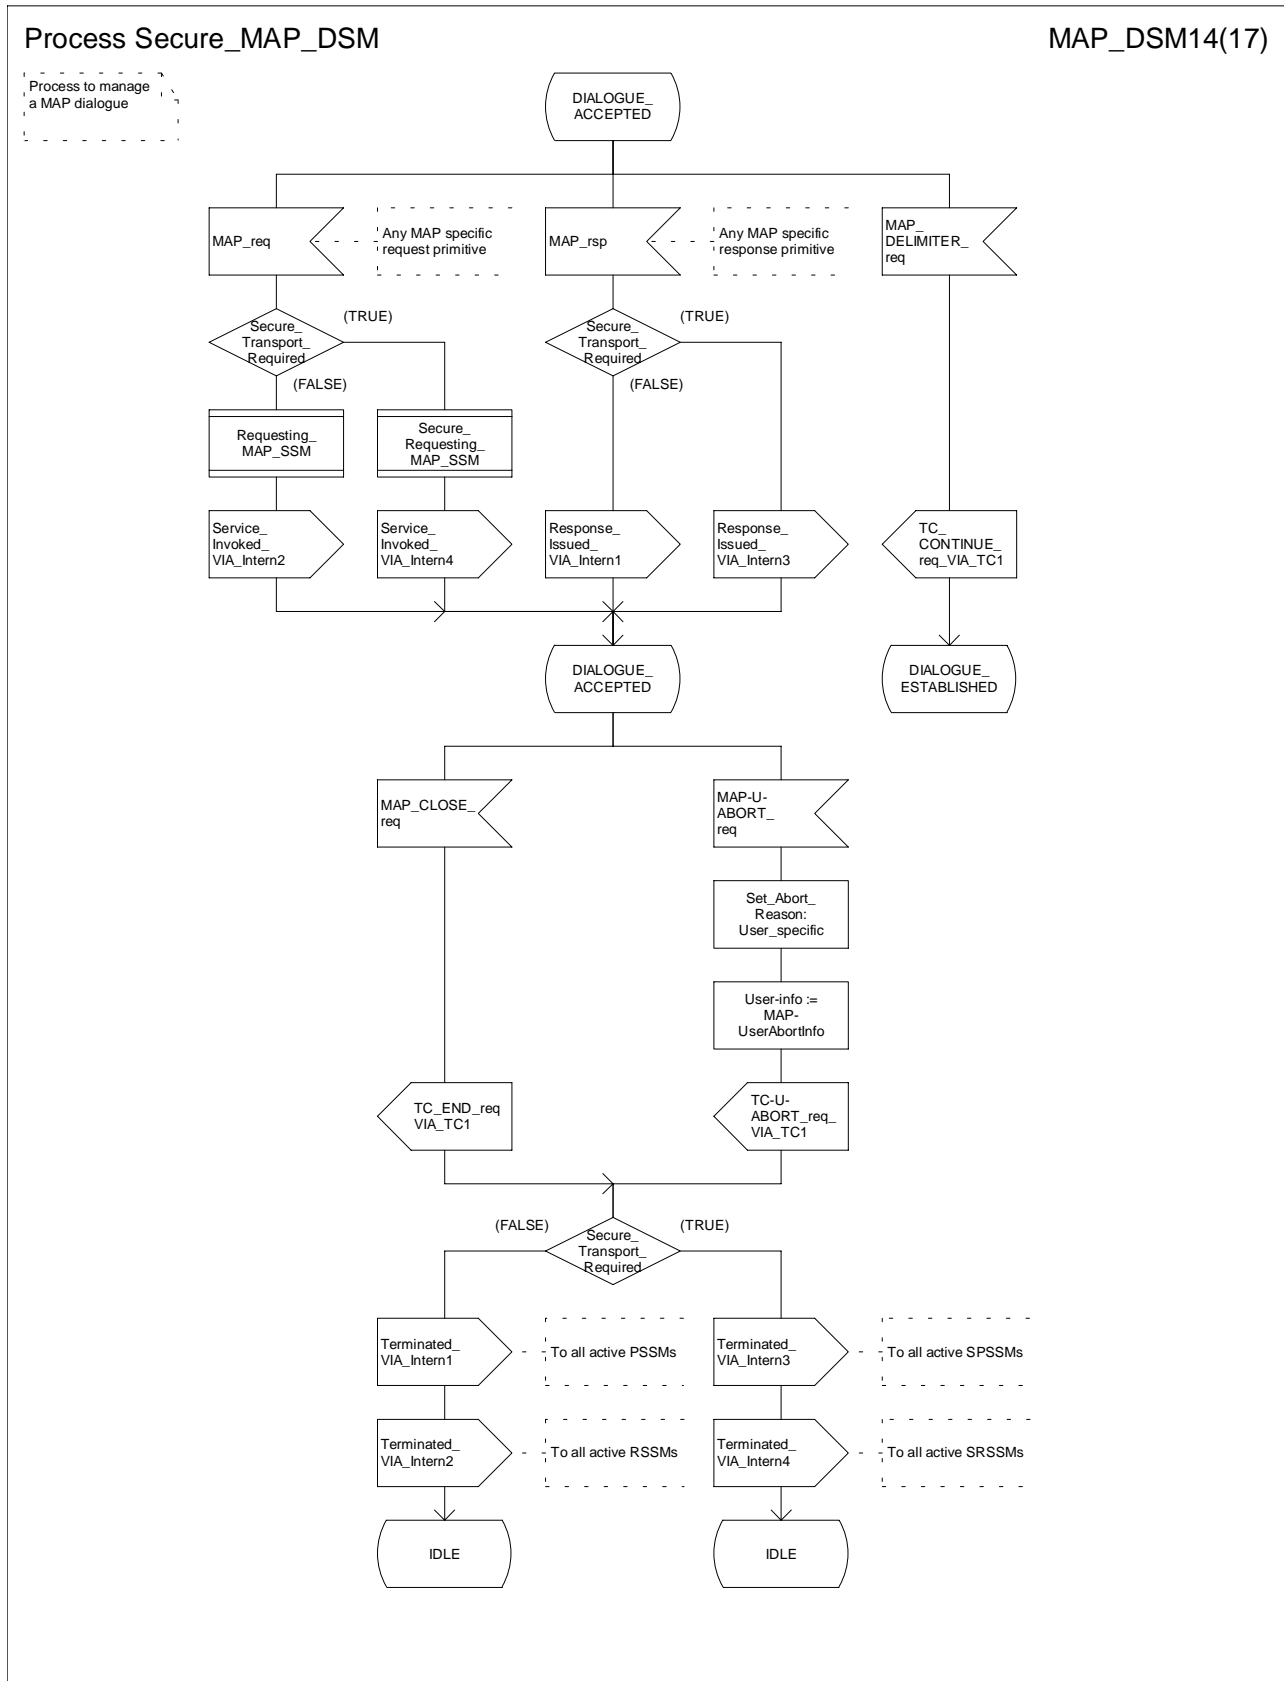 Process Secure_MAP_DSM
MAP_DSM14(17)
Process to manage
a MAP dialogue
DIALOGUE_
ACCEPTED
MAP_req
Any MAP specific
request primitive
MAP_rsp
Any MAP specific
response primitive
MAP_
DELIMITER_
req
Secure_
Transport_
Required
(TRUE)
(FALSE)
Secure_
Transport_
Required
(TRUE)
(FALSE)
Requesting_
MAP_SSM
Secure_
Requesting_
MAP_SSM
Service_
Invoked_
VIA_Intern2
Service_
Invoked_
VIA_Intern4
Response_
Issued_
VIA_Intern1
Response_
Issued_
VIA_Intern3
TC_
CONTINUE_
req_VIA_TC1
DIALOGUE_
ACCEPTED
DIALOGUE_
ESTABLISHED
MAP_CLOSE_
req
MAP-U-
ABORT_
req
Set_Abort_
Reason:
User_specific
User-info :=
MAP-
UserAbortInfo
TC_END_req
VIA_TC1
TC-U-
ABORT_req_
VIA_TC1
(FALSE)
(TRUE)
Secure_
Transport_
Required
Terminated_
VIA_Intern1
To all active PSSMs
Terminated_
VIA_Intern3
To all active SPSSMs
Terminated_
VIA_Intern2
To all active RSSMs
Terminated_
VIA_Intern4
To all active SRSSMs
IDLE
IDLE